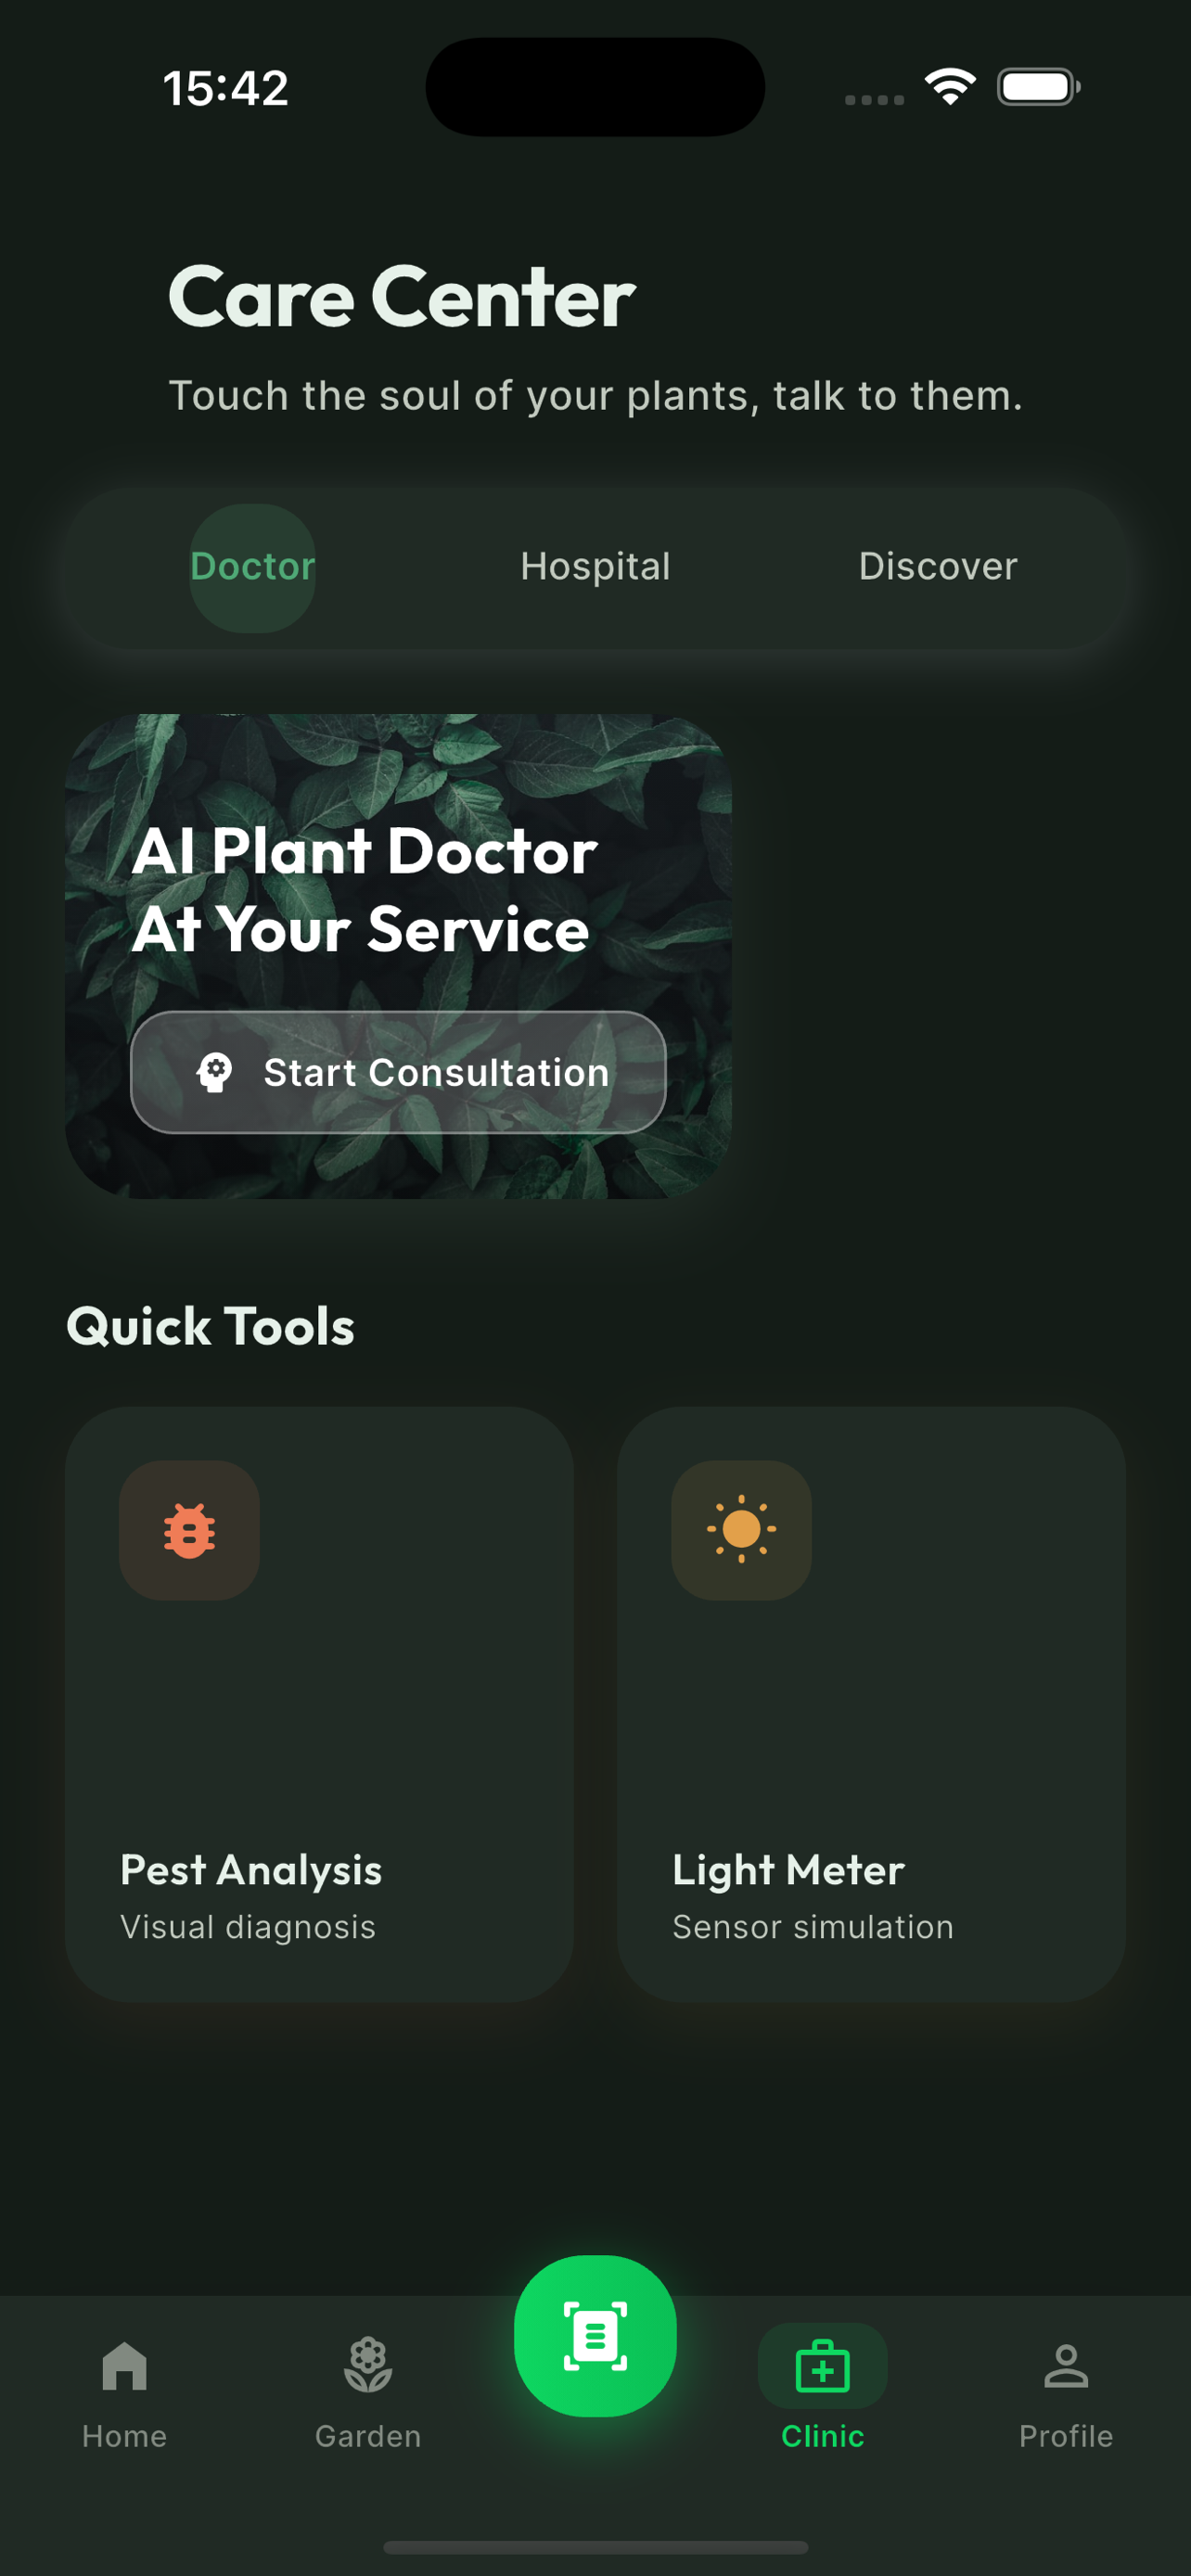 15:42
Care Center
Touch the soul of your plants, talk to them.
Doctor
Hospital
Discover
AI Plant Doctor
At Your Service
Start Consultation
Quick Tools
Pest Analysis
Visual diagnosis
Light Meter
Sensor simulation
Home
Garden
Clinic
Profile